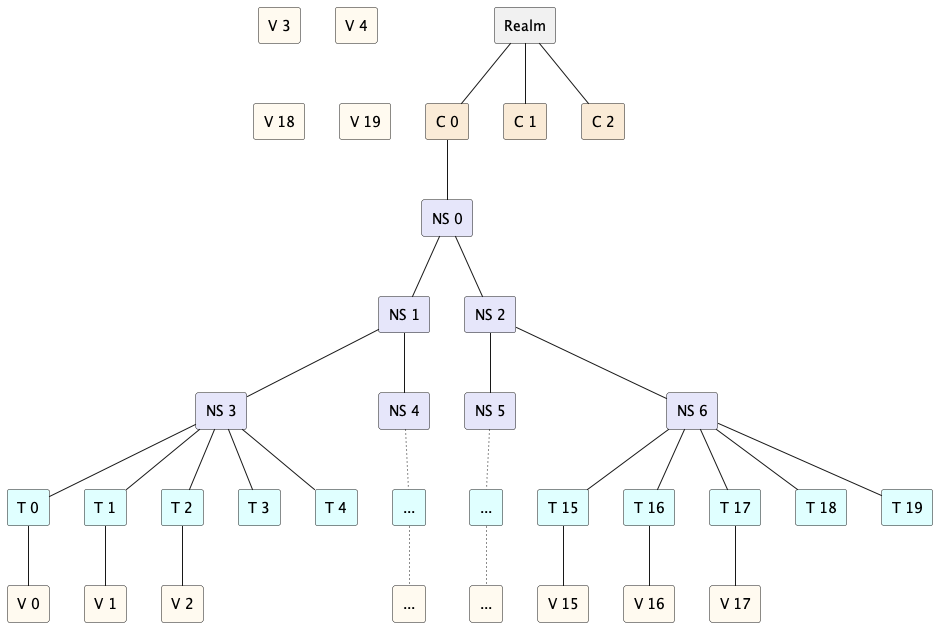 V 3 V 4 Realm
V 18 V 19 C 0 C 1 C 2
NS 0
NS 1 NS 2
NS 3 NS 4 NS 5 NS 6
T 0 T 1 T 2 T 3 T 4 ... ... T 15 T 16 T 17 T 18 T 19
V 0 V 1 V 2 ... ... V 15 V 16 V 17